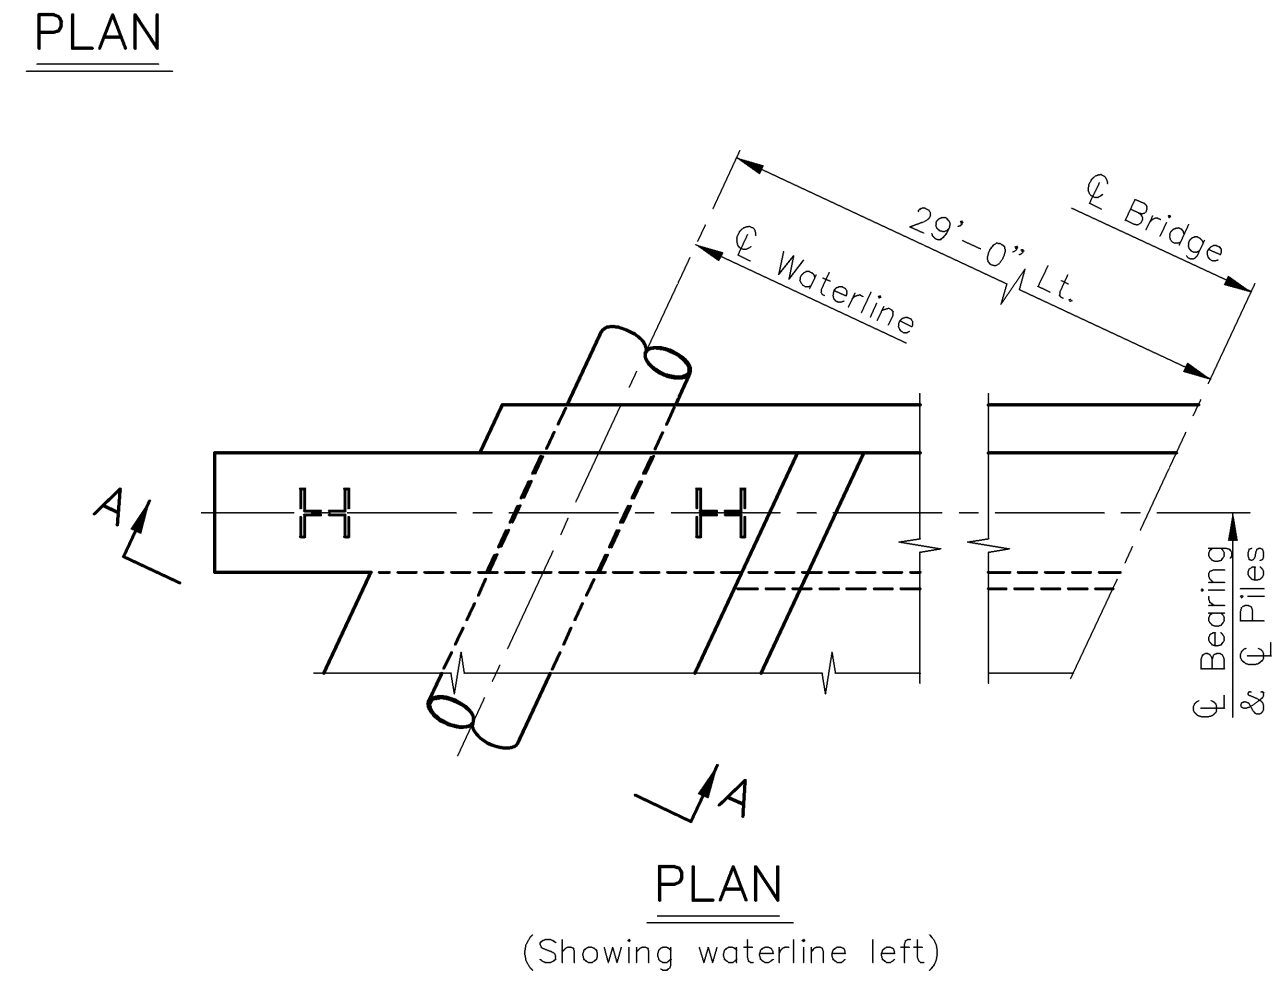 PLAN
29'-0" Lt.
℄ Bridge
℄ Waterline
A
℄ Bearing
& ℄ Piles
A
PLAN
(Showing waterline left)